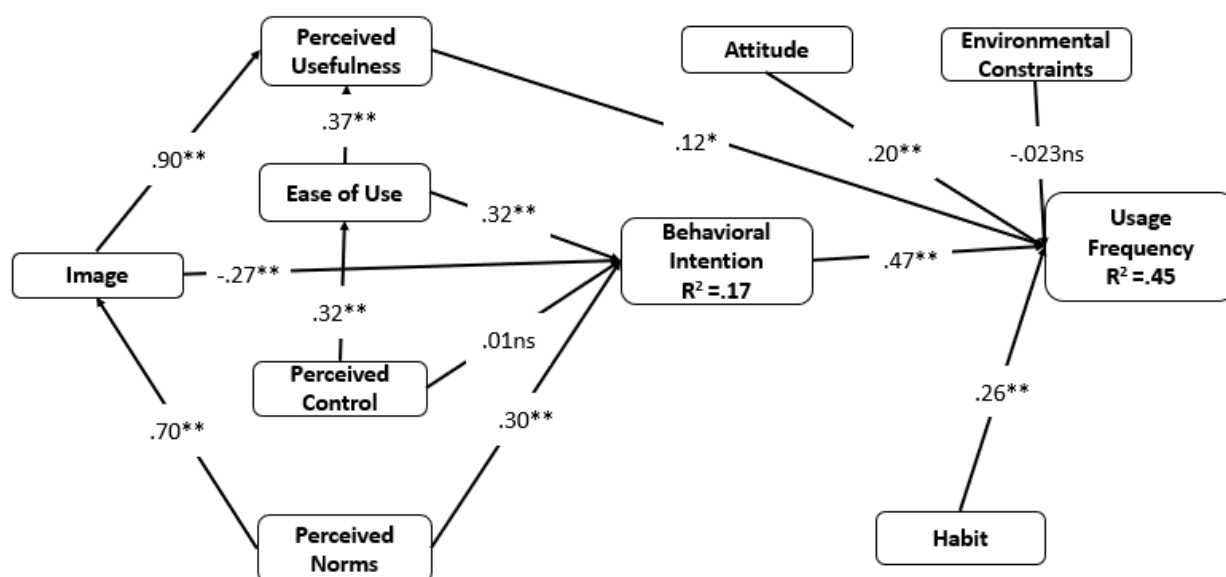 Perceived
Usefulness
Attitude
Environmental
Constraints
.37**
.12*
.90**
.20**
-.023ns
Ease of Use
.32**
Behavioral
Intention
R² =.17
Usage
Frequency
R² =.45
Image
-.27**
.47**
.32**
.01ns
Perceived
Control
.70**
.30**
.26**
Perceived
Norms
Habit